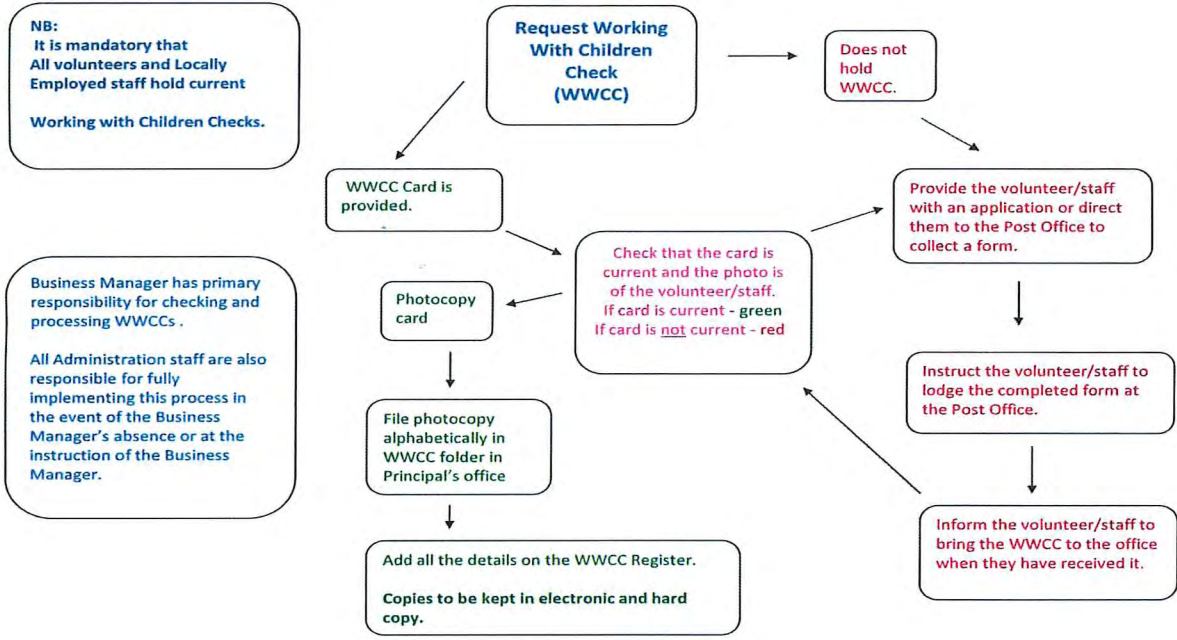 NB:
It is mandatory that
All volunteers and Locally
Employed staff hold current
Working with Children Checks.
Request Working
With Children
Check
(WWCC)
Does not
hold
WWCC.
WWCC Card is
provided.
Provide the volunteer/staff
with an application or direct
them to the Post Office to
collect a form.
Check that the card is
current and the photo is
of the volunteer/staff.
If card is current - green
If card is not current - red
Business Manager has primary
responsibility for checking and
processing WWCCs .
All Administration staff are also
responsible for fully
implementing this process in
the event of the Business
Manager's absence or at the
instruction of the Business
Manager.
Photocopy
card
Instruct the volunteer/staff to
lodge the completed form at
the Post Office.
File photocopy
alphabetically in
WWCC folder in
Principal's office
Inform the volunteer/staff to
bring the WWCC to the office
when they have received it.
Add all the details on the WWCC Register.
Copies to be kept in electronic and hard
copy.